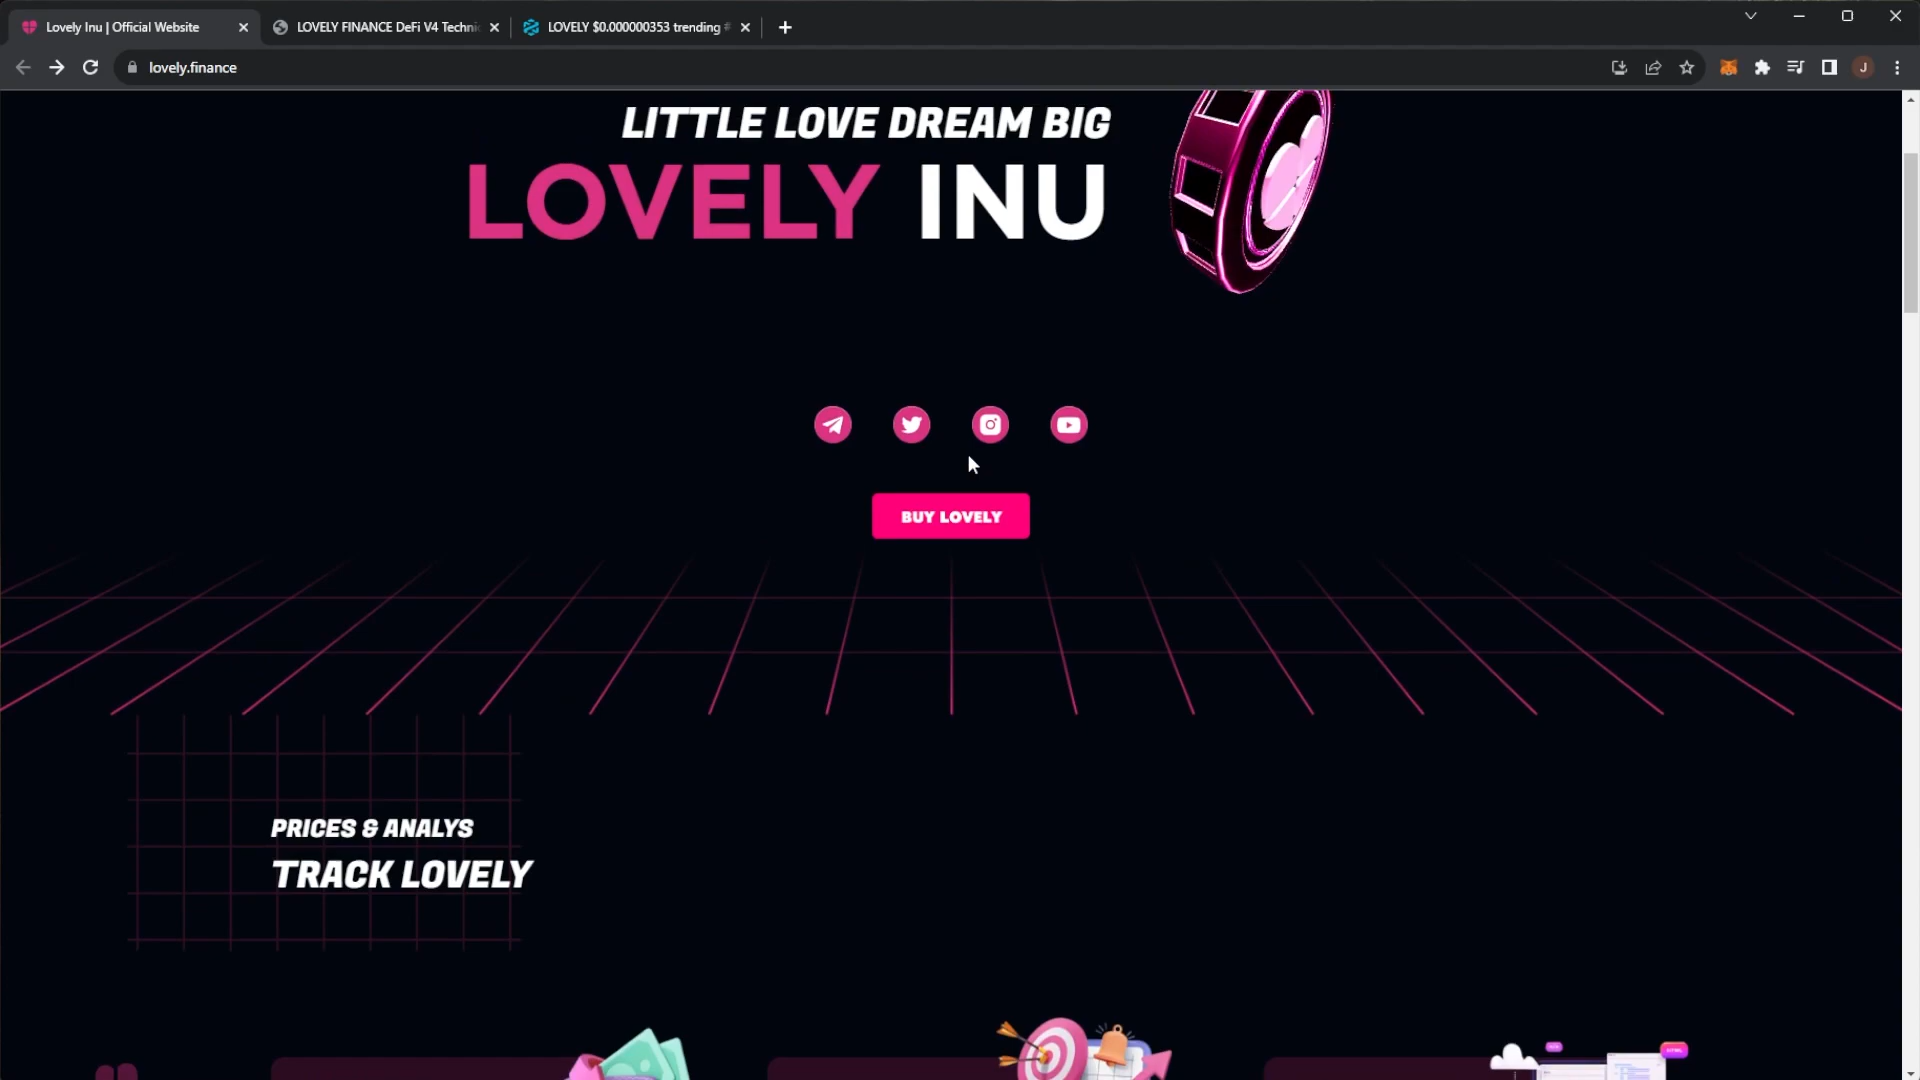 Lovely Inu | Official Website
LOVELY FINANCE DeFi V4 Techni
LOVELY $0.000000353 trending #
lovely.finance
J
LITTLE LOVE DREAM BIG
LOVELY INU
BUY LOVELY
PRICES & ANALYS
TRACK LOVELY